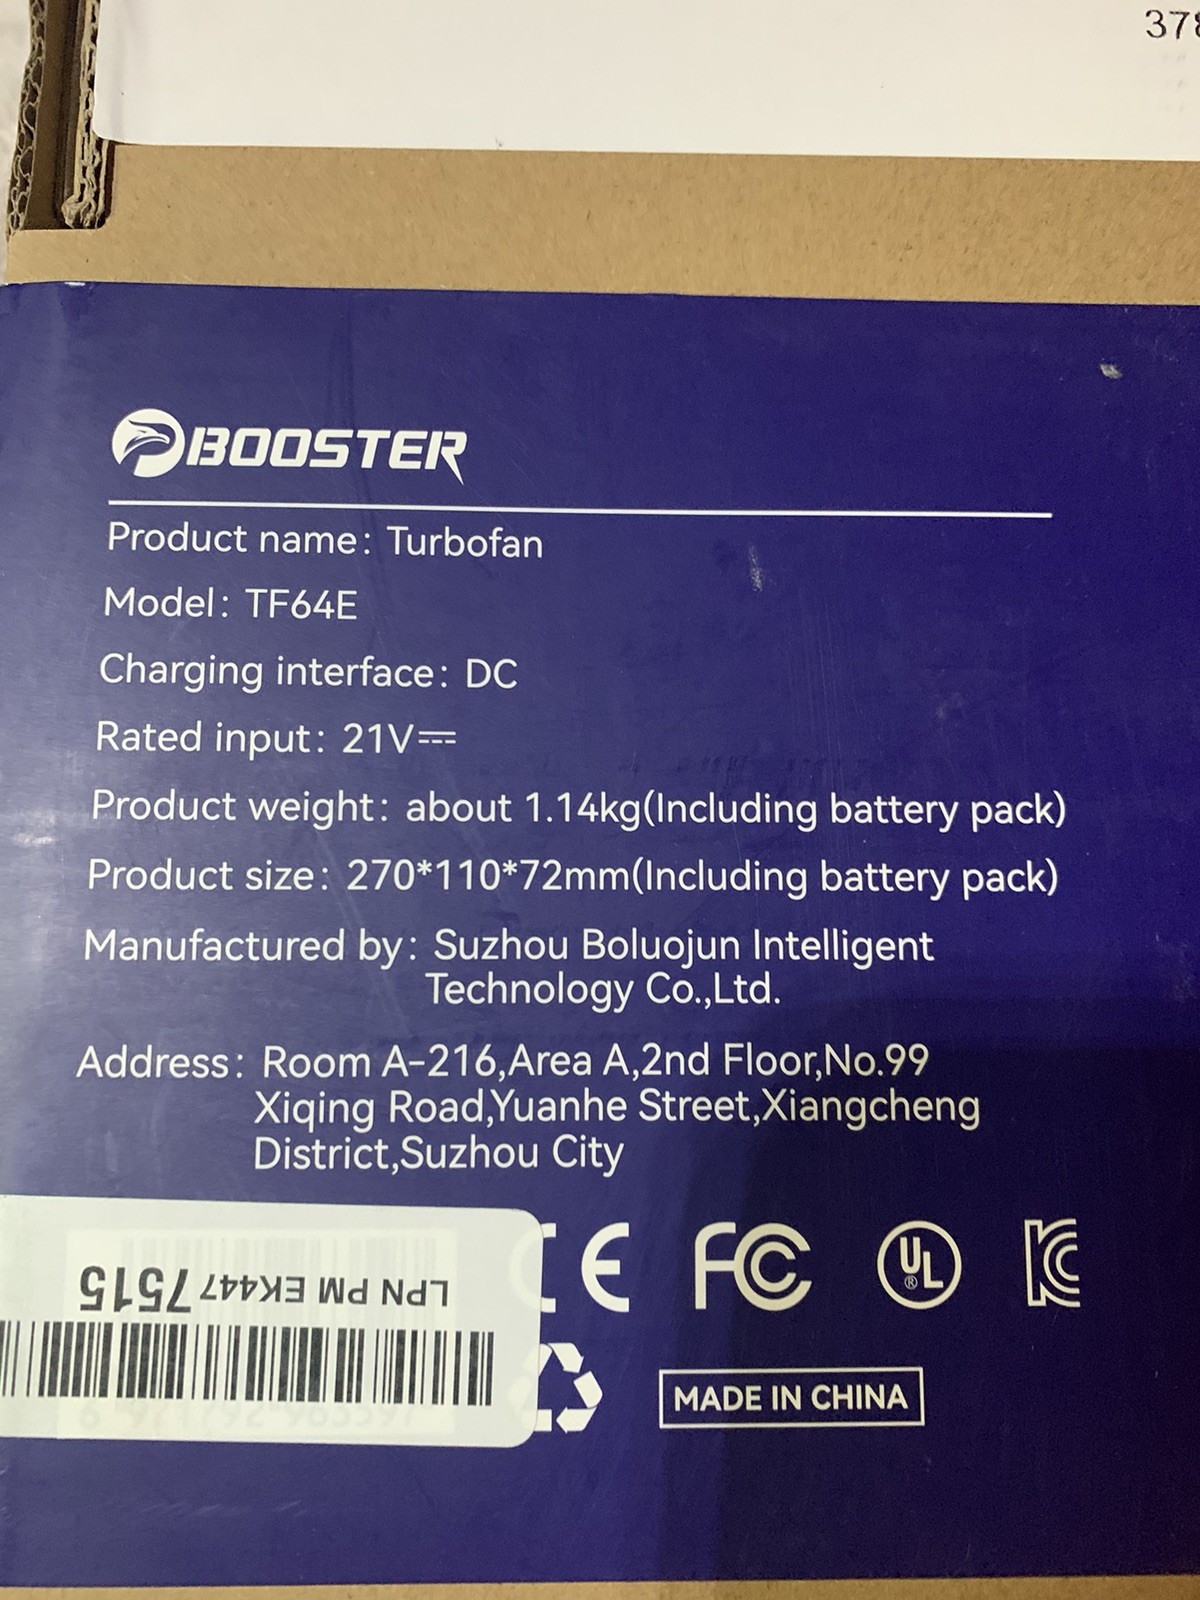 BOOSTER
Product name: Turbofan
Model: TF64E
Charging interface: DC
Rated input: 21V⎓
Product weight: about 1.14kg(Including battery pack)
Product size: 270*110*72mm(Including battery pack)
Manufactured by: Suzhou Boluojun Intelligent
Technology Co.,Ltd.
Address: Room A-216,Area A,2nd Floor,No.99
Xiqing Road,Yuanhe Street,Xiangcheng
District,Suzhou City
LPN PM EK447 7515
CE FC UL ® KC
MADE IN CHINA